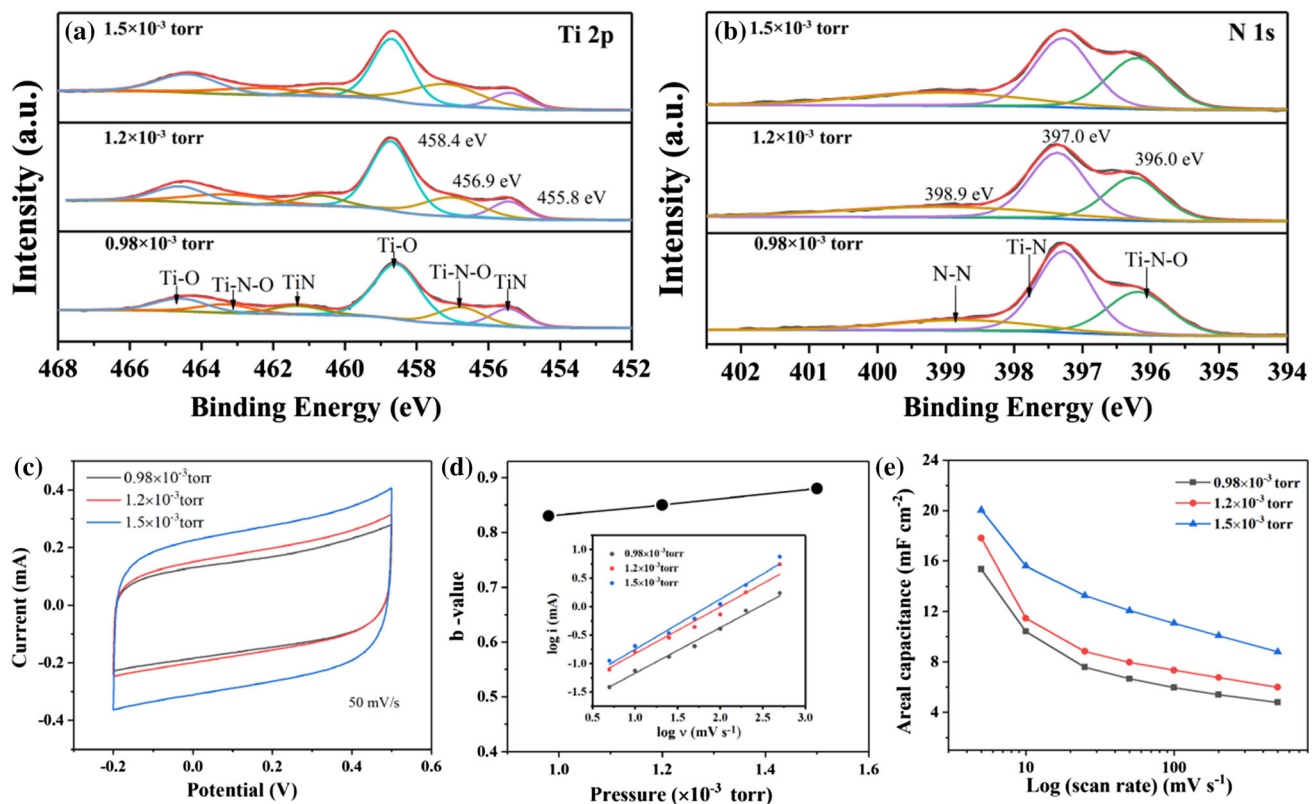 (a)
1.5×10⁻³ torr
Ti 2p
1.2×10⁻³ torr
458.4 eV
456.9 eV
455.8 eV
0.98×10⁻³ torr
Ti-O
Ti-O
Ti-N-O
TiN
Ti-N-O
TiN
Intensity (a.u.)
468 466 464 462 460 458 456 454 452
Binding Energy (eV)
(b)
1.5×10⁻³ torr
N 1s
1.2×10⁻³ torr
397.0 eV
396.0 eV
398.9 eV
0.98×10⁻³ torr
Ti-N
N-N
Ti-N-O
Intensity (a.u.)
402 401 400 399 398 397 396 395 394
Binding Energy (eV)
(c)
0.98×10⁻³torr
1.2×10⁻³torr
1.5×10⁻³torr
0.4
0.2
0.0
-0.2
-0.4
Current (mA)
50 mV/s
-0.2 0.0 0.2 0.4 0.6
Potential (V)
(d)
0.9
0.8
0.7
0.6
0.5
0.4
b -value
0.98×10⁻³torr
1.2×10⁻³torr
1.5×10⁻³torr
1.5
1.0
0.5
0.0
-0.5
-1.0
-1.5
log i (mA)
0.5 1.0 1.5 2.0 2.5 3.0
log ν (mV s⁻¹)
1.0 1.2 1.4 1.6
Pressure (×10⁻³ torr)
(e)
24
20
16
12
8
4
Areal capacitance (mF cm⁻²)
0.98×10⁻³ torr
1.2×10⁻³ torr
1.5×10⁻³ torr
10 100
Log (scan rate) (mV s⁻¹)